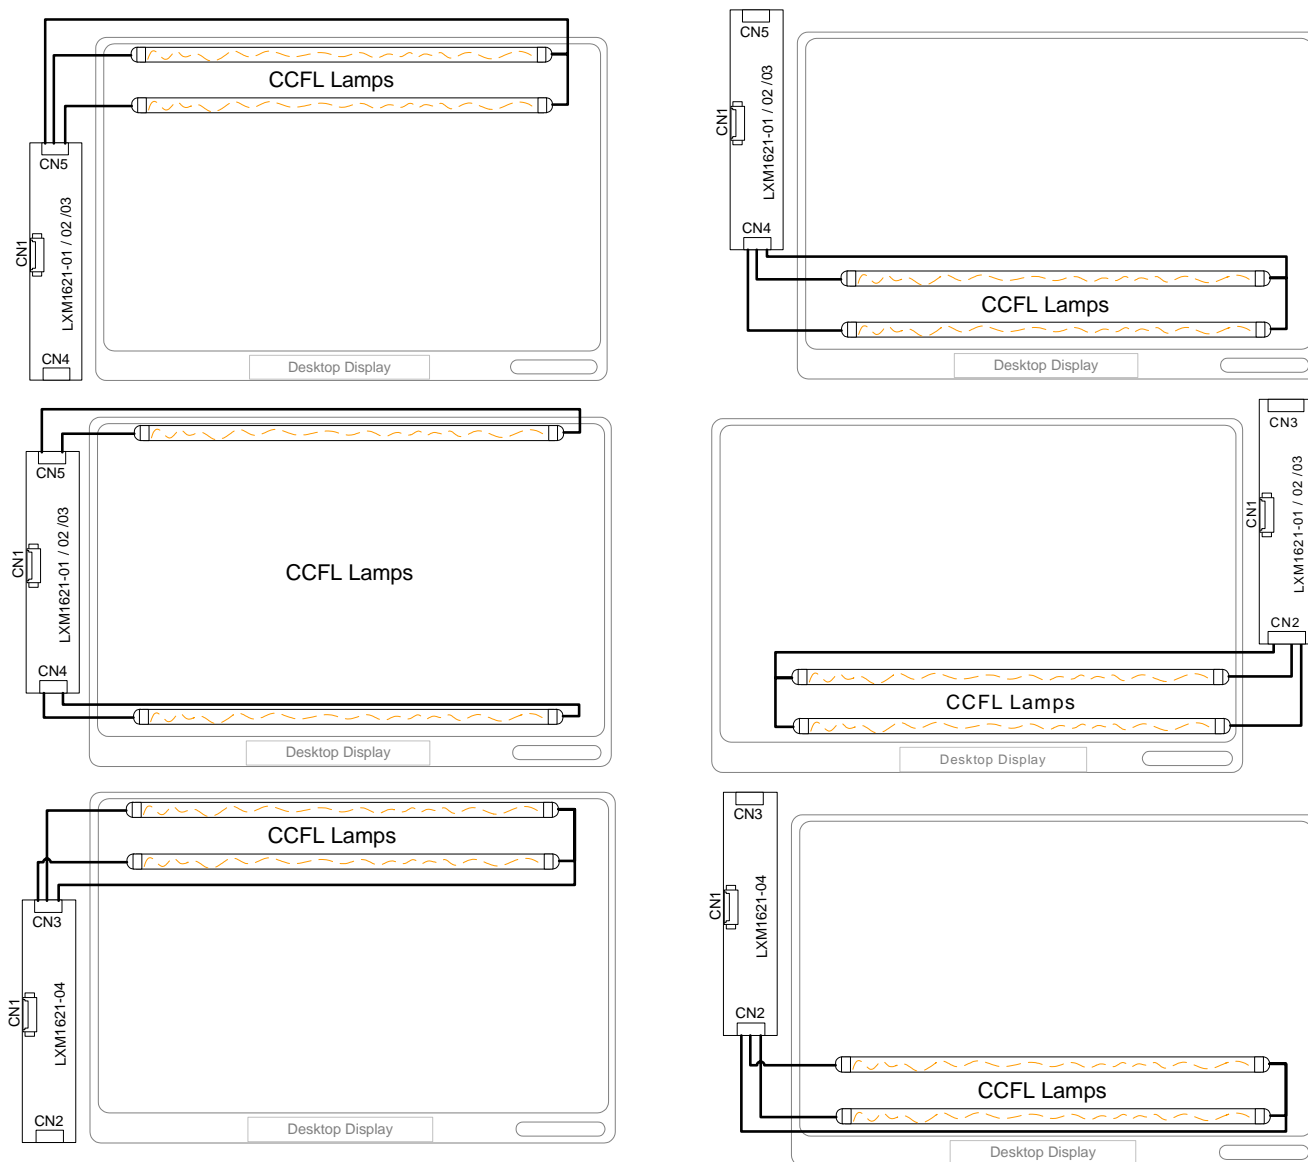 CCFL Lamps
CN5
CN1
LXM1621-01 / 02 /03
CN4
Desktop Display
CN5
CN1
LXM1621-01 / 02 /03
CN4
CCFL Lamps
Desktop Display
CN5
CN1
LXM1621-01 / 02 /03
CCFL Lamps
CN4
Desktop Display
CN3
CN1
LXM1621-01 / 02 /03
CN2
CCFL Lamps
Desktop Display
CCFL Lamps
CN3
CN1
LXM1621-04
CN2
Desktop Display
CN3
CN1
LXM1621-04
CN2
CCFL Lamps
Desktop Display